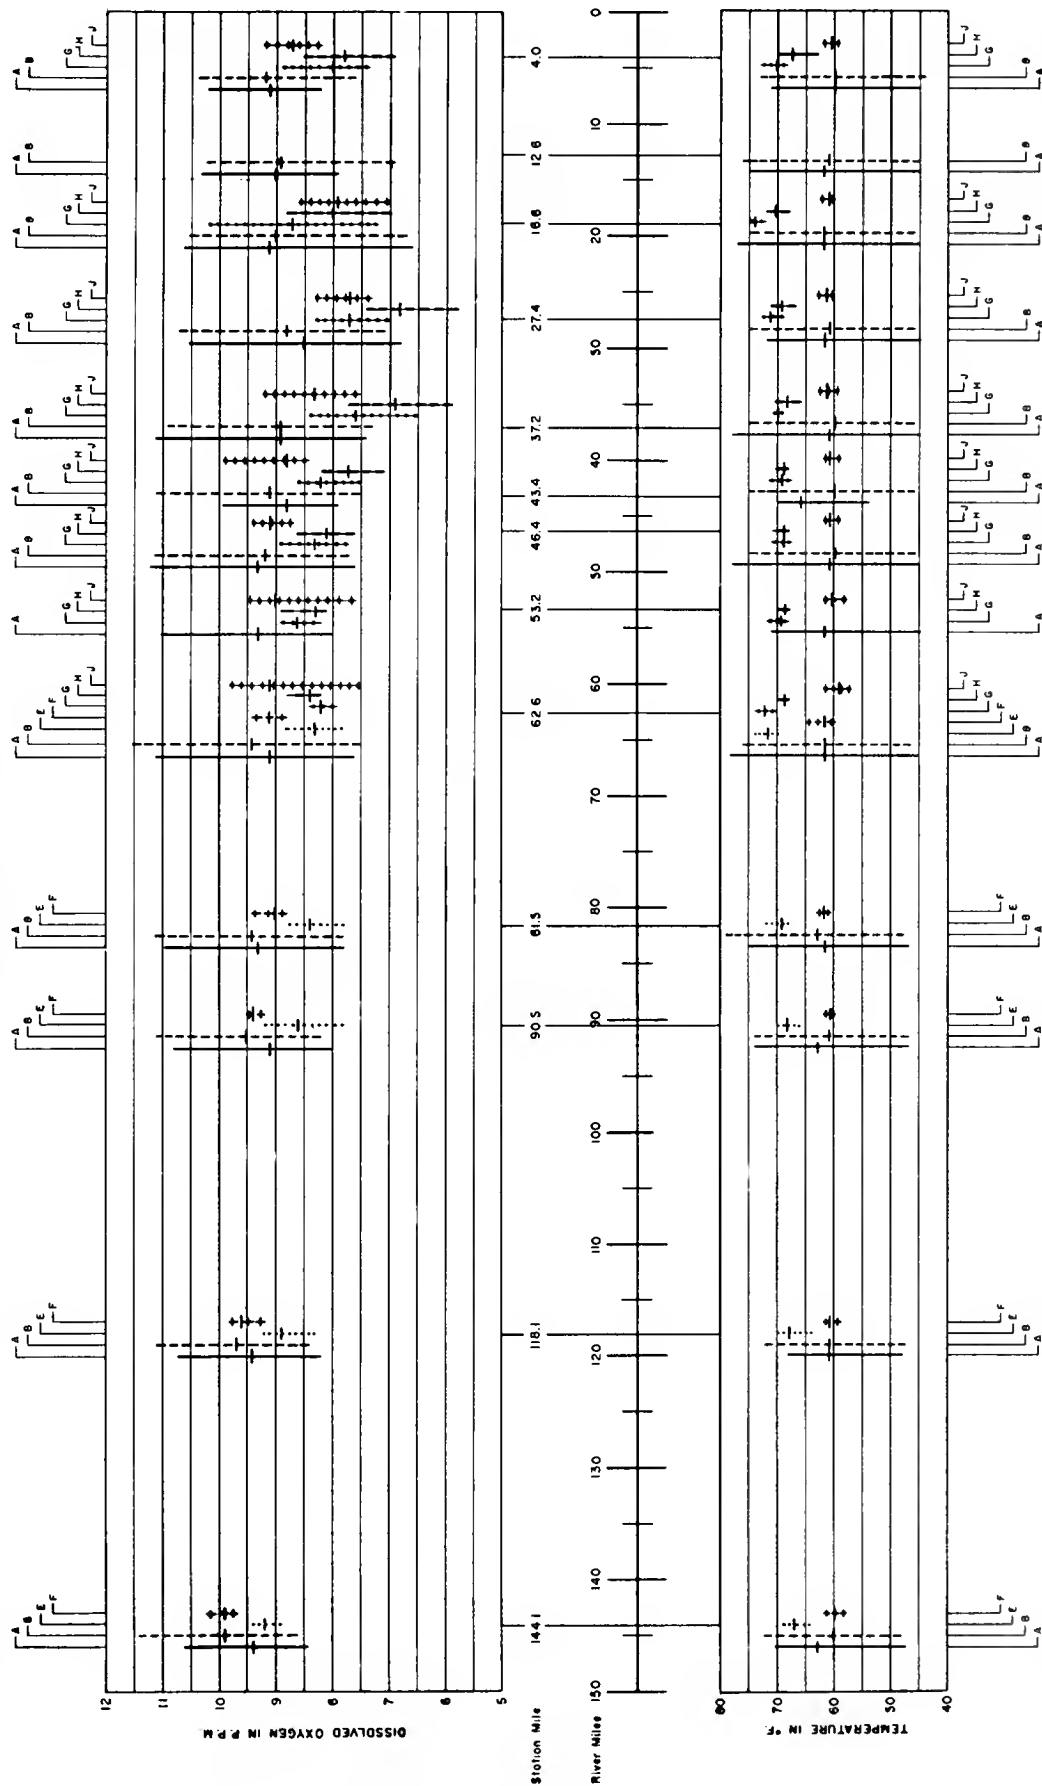 A B E F A B E F A B E F A B E F A B E F G H J A G H J A B G H J A B G H J A B G H J A B G H J A B G H J A B A B G H J
12
11
10
9
8
7
6
5
DISSOLVED OXYGEN IN P.P.M.
Station Mile 144.1 118.1 90.5 81.5 62.6 53.2 46.4 43.4 37.2 27.4 18.6 12.6 4.0
River Miles 150 140 130 120 110 100 90 80 70 60 50 40 30 20 10 0
80
70
60
50
40
TEMPERATURE IN °F.
A B E F A B E F A B E F A B E F A B E F G H J A G H J A B G H J A B G H J A B G H J A B G H J A B G H J A B A B G H J